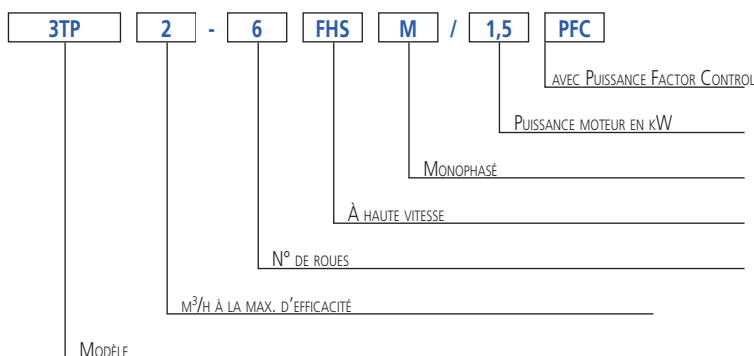 3TP 2 - 6 FHS M / 1,5 PFC
AVEC PUISSANCE FACTOR CONTROL
PUISSANCE MOTEUR EN KW
MONOPHASÉ
À HAUTE VITESSE
N° DE ROUES
M³/H À LA MAX. D'EFFICACITÉ
MODÈLE